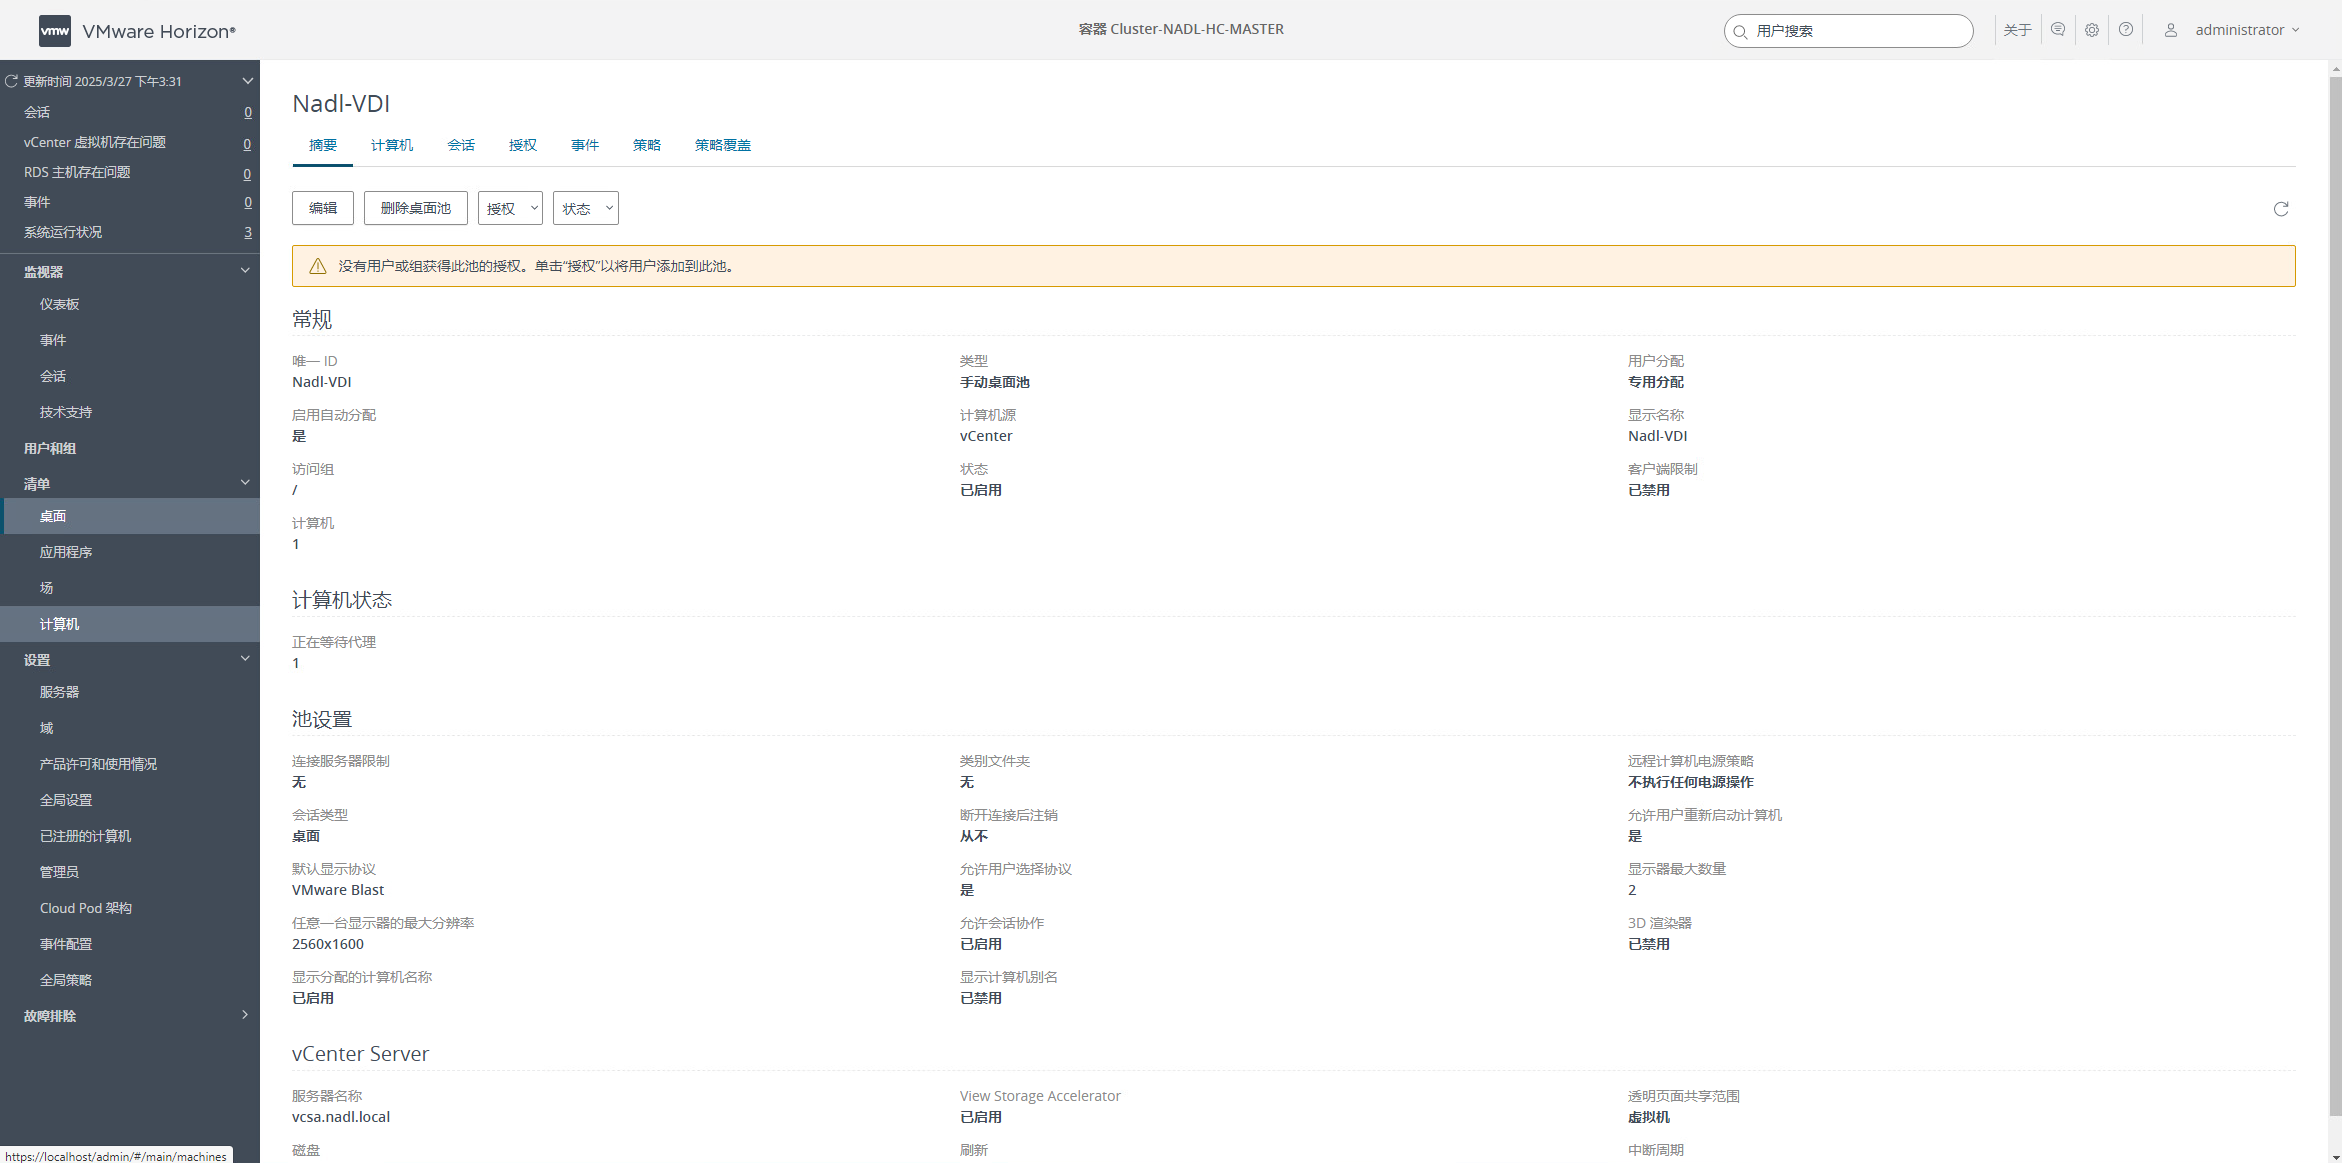 vmw VMware Horizon®
容器 Cluster-NADL-HC-MASTER
用户搜索
关于
administrator
更新时间 2025/3/27 下午3:31
会话 0
vCenter 虚拟机存在问题 0
RDS 主机存在问题 0
事件 0
系统运行状况 3
监视器
仪表板
事件
会话
技术支持
用户和组
清单
桌面
应用程序
场
计算机
设置
服务器
域
产品许可和使用情况
全局设置
已注册的计算机
管理员
Cloud Pod 架构
事件配置
全局策略
故障排除
https://localhost/admin/#/main/machines
Nadl-VDI
摘要 计算机 会话 授权 事件 策略 策略覆盖
编辑 删除桌面池 授权 状态
没有用户或组获得此池的授权。单击“授权”以将用户添加到此池。
常规
唯一 ID 类型 用户分配
Nadl-VDI 手动桌面池 专用分配
启用自动分配 计算机源 显示名称
是 vCenter Nadl-VDI
访问组 状态 客户端限制
/ 已启用 已禁用
计算机
1
计算机状态
正在等待代理
1
池设置
连接服务器限制 类别文件夹 远程计算机电源策略
无 无 不执行任何电源操作
会话类型 断开连接后注销 允许用户重新启动计算机
桌面 从不 是
默认显示协议 允许用户选择协议 显示器最大数量
VMware Blast 是 2
任意一台显示器的最大分辨率 允许会话协作 3D 渲染器
2560x1600 已启用 已禁用
显示分配的计算机名称 显示计算机别名
已启用 已禁用
vCenter Server
服务器名称 View Storage Accelerator 透明页面共享范围
vcsa.nadl.local 已启用 虚拟机
磁盘 刷新 中断周期